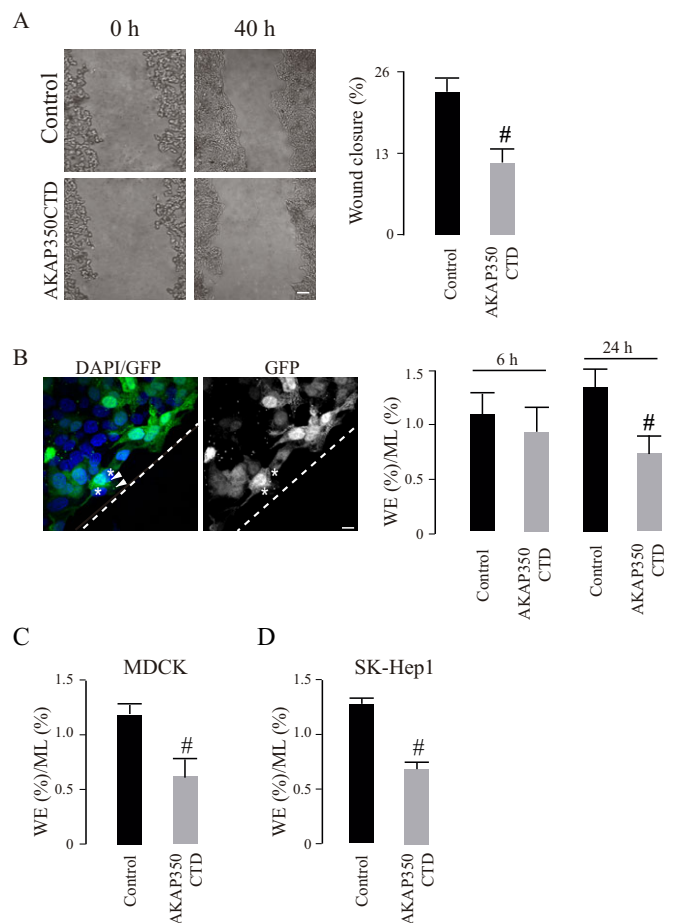 A
0 h
40 h
Control
AKAP350CTD
Wound closure (%)
26
13
0
#
Control
AKAP350
CTD
B
DAPI/GFP
GFP
*
*
*
*
WE (%)/ML (%)
1.5
1.0
0.5
0
6 h
24 h
#
Control
AKAP350
CTD
Control
AKAP350
CTD
C
MDCK
WE (%)/ML (%)
1.5
1.0
0.5
0
#
Control
AKAP350
CTD
D
SK-Hep1
WE (%)/ML (%)
1.5
1.0
0.5
0
#
Control
AKAP350
CTD